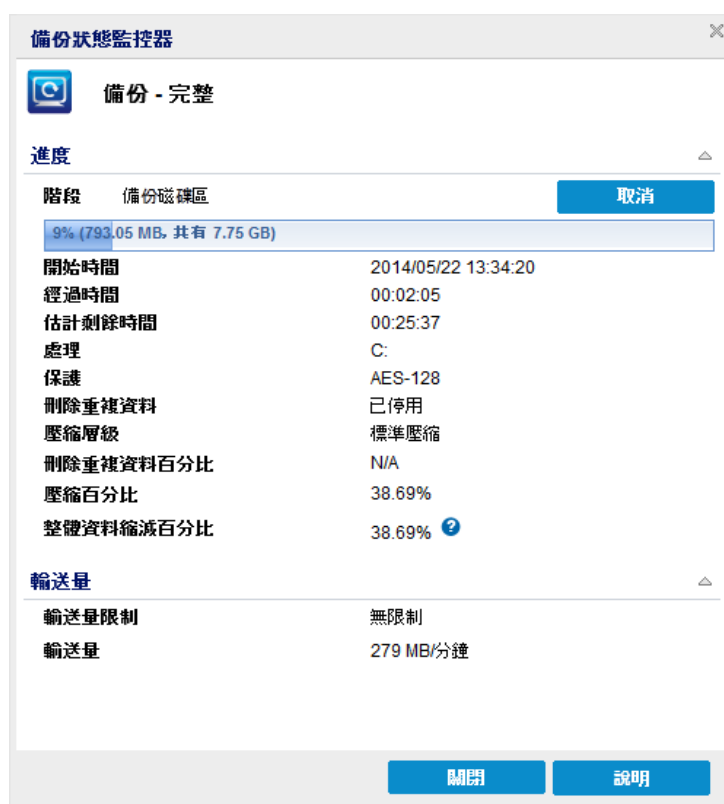 備份狀態監控器
備份 - 完整
進度
階段 備份磁碟區 取消
9% (793.05 MB, 共有 7.75 GB)
開始時間 2014/05/22 13:34:20
經過時間 00:02:05
估計剩餘時間 00:25:37
處理 C:
保護 AES-128
刪除重複資料 已停用
壓縮層級 標準壓縮
刪除重複資料百分比 N/A
壓縮百分比 38.69%
整體資料縮減百分比 38.69% ?
輸送量
輸送量限制 無限制
輸送量 279 MB/分鐘
關閉 說明